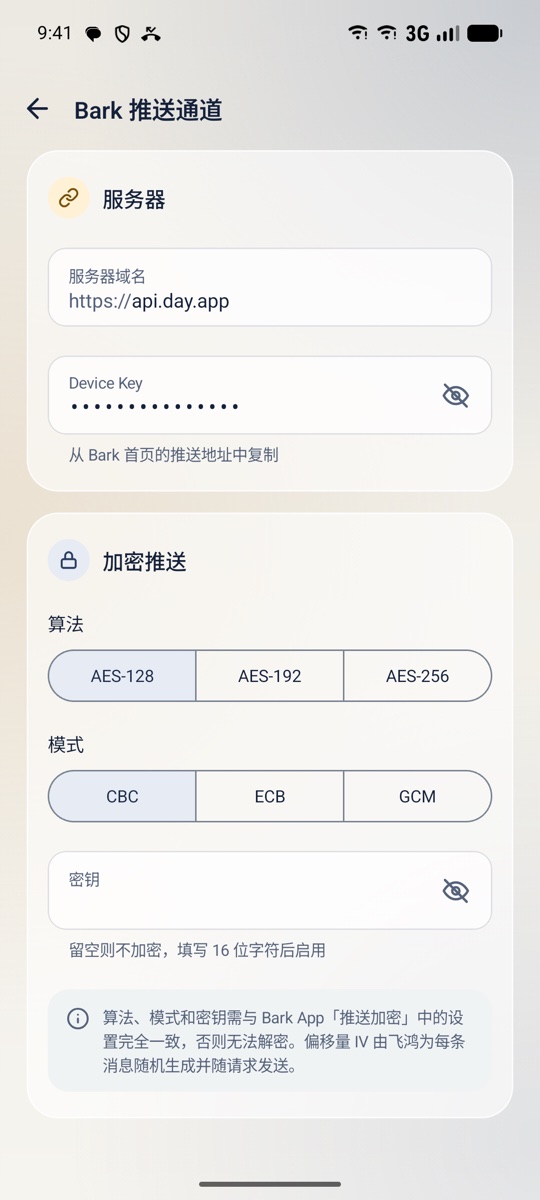 9:41
3G
Bark 推送通道
服务器
服务器域名
https://api.day.app
Device Key
••••••••••••••
从 Bark 首页的推送地址中复制
加密推送
算法
AES-128
AES-192
AES-256
模式
CBC
ECB
GCM
密钥
留空则不加密，填写 16 位字符后启用
算法、模式和密钥需与 Bark App「推送加密」中的设
置完全一致，否则无法解密。偏移量 IV 由飞鸿为每条
消息随机生成并随请求发送。